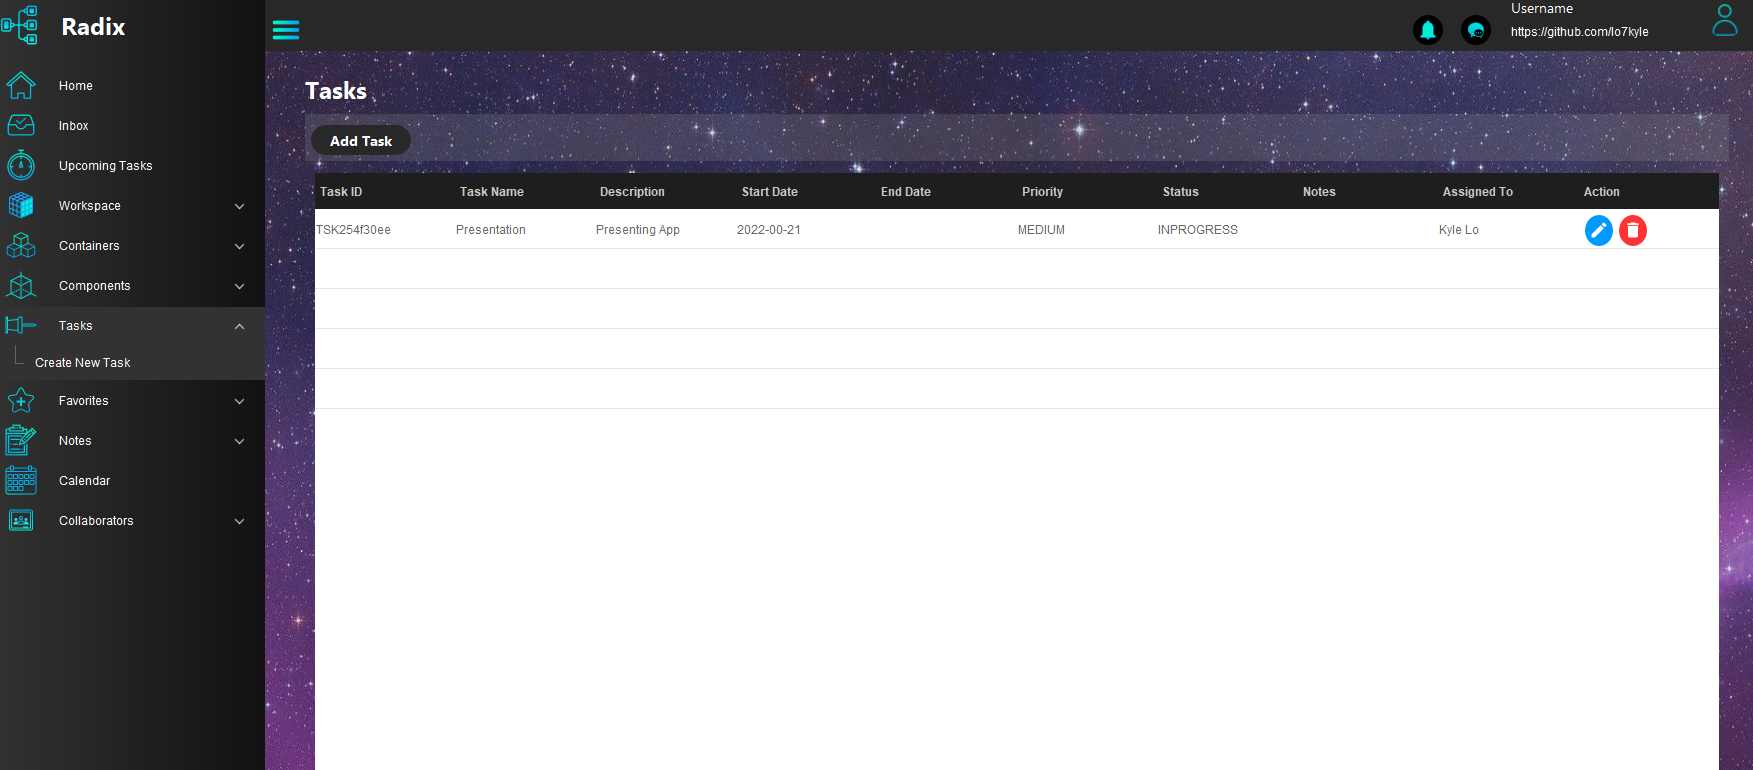 Radix
Username
https://github.com/lo7kyle
Home
Inbox
Upcoming Tasks
Workspace
Containers
Components
Tasks
Create New Task
Favorites
Notes
Calendar
Collaborators
Tasks
Add Task
Task ID Task Name Description Start Date End Date Priority Status Notes Assigned To Action
TSK254f30ee Presentation Presenting App 2022-00-21 MEDIUM INPROGRESS Kyle Lo